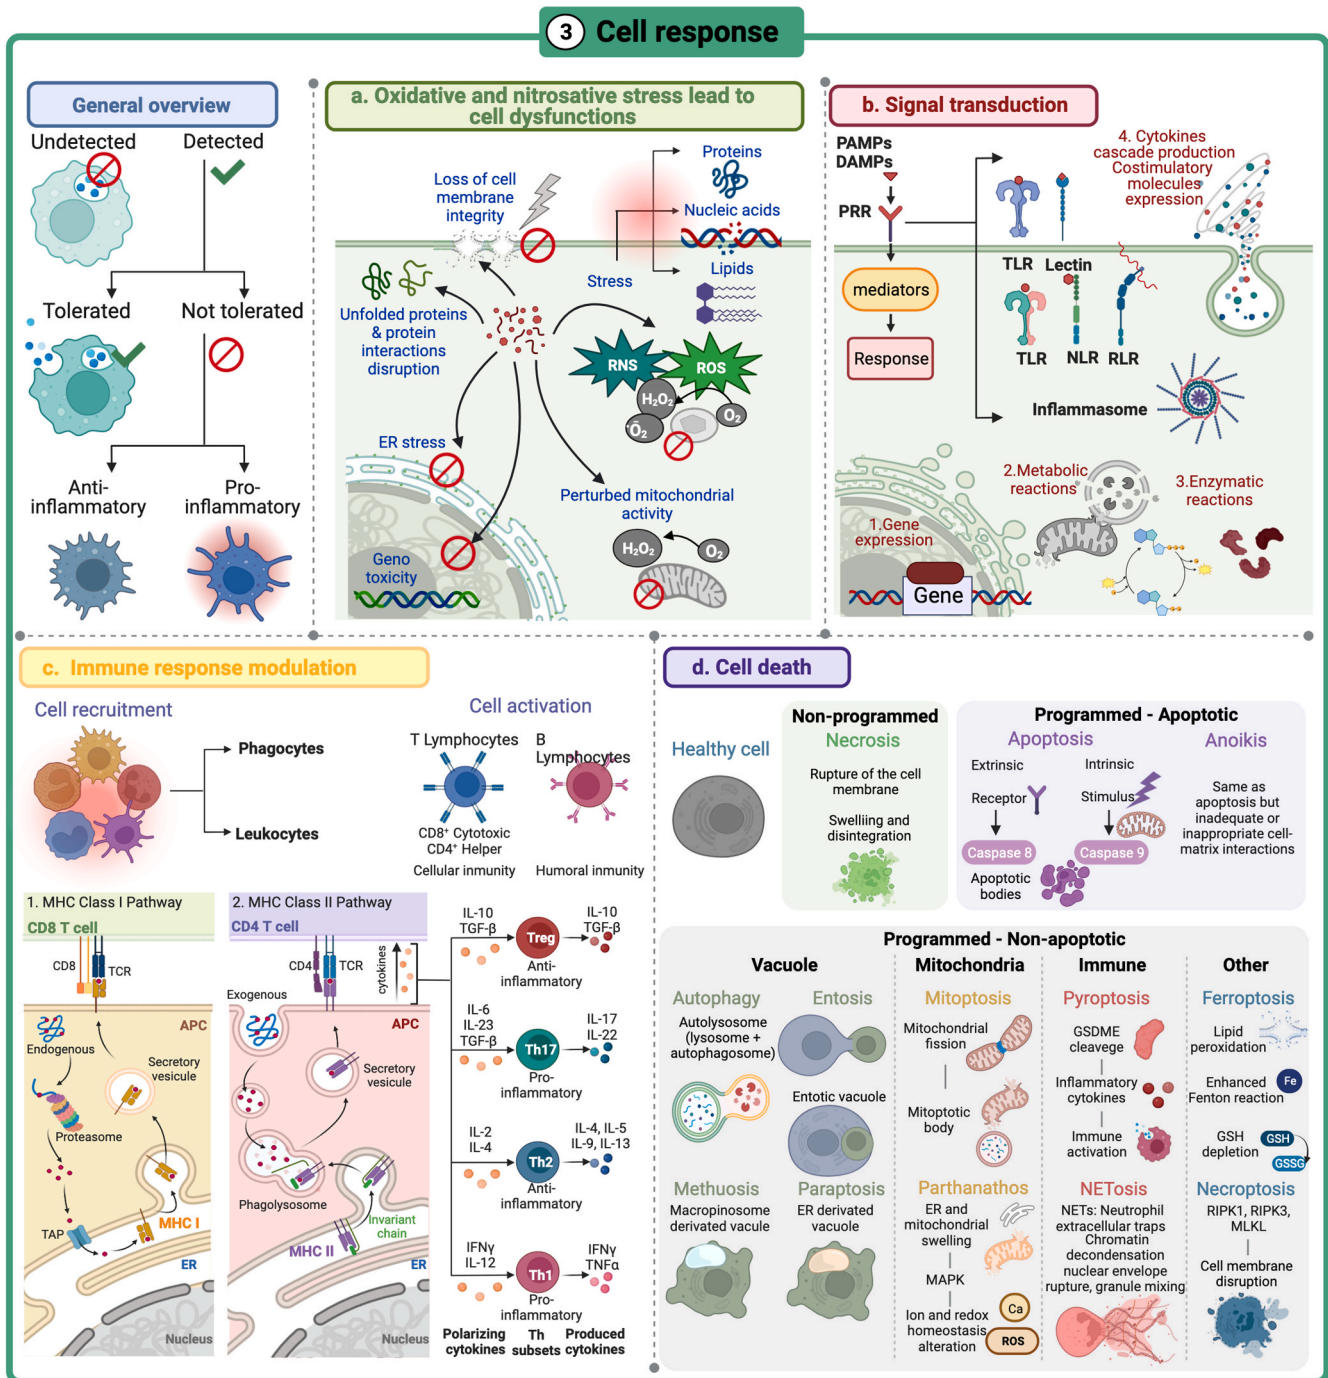 3 Cell response
General overview
Undetected
Detected
Tolerated
Not tolerated
Anti-
inflammatory
Pro-
inflammatory
a. Oxidative and nitrosative stress lead to
cell dysfunctions
Loss of cell
membrane
integrity
Proteins
Nucleic acids
Lipids
Stress
Unfolded proteins
& protein
interactions
disruption
RNS
ROS
H₂O₂
O₂
·Ō₂
ER stress
Perturbed mitochondrial
activity
H₂O₂
O₂
Geno
toxicity
b. Signal transduction
PAMPs
DAMPs
PRR
mediators
Response
4. Cytokines
cascade production
Costimulatory
molecules
expression
TLR
Lectin
TLR
NLR
RLR
Inflammasome
1.Gene
expression
2.Metabolic
reactions
3.Enzymatic
reactions
Gene
c. Immune response modulation
Cell recruitment
Phagocytes
Leukocytes
Cell activation
T Lymphocytes
B
Lymphocytes
CD8⁺ Cytotoxic
CD4⁺ Helper
Cellular inmunity
Humoral inmunity
1. MHC Class I Pathway
CD8 T cell
CD8
TCR
APC
Endogenous
Secretory
vesicule
Proteasome
TAP
MHC I
ER
Nucleus
2. MHC Class II Pathway
CD4 T cell
CD4
TCR
cytokines
Exogenous
APC
Secretory
vesicule
Phagolysosome
Invariant
chain
MHC II
ER
Nucleus
IL-10
TGF-β
Treg
IL-10
TGF-β
Anti-
inflammatory
IL-6
IL-23
TGF-β
Th17
IL-17
IL-22
Pro-
inflammatory
IL-2
IL-4
Th2
IL-4, IL-5
IL-9, IL-13
Anti-
inflammatory
IFNγ
IL-12
Th1
IFNγ
TNFα
Pro-
inflammatory
Polarizing
cytokines
Th
subsets
Produced
cytokines
d. Cell death
Healthy cell
Non-programmed
Necrosis
Rupture of the cell
membrane
Swelliing and
disintegration
Programmed - Apoptotic
Apoptosis
Extrinsic
Receptor
Caspase 8
Intrinsic
Stimulus
Caspase 9
Apoptotic
bodies
Anoikis
Same as
apoptosis but
inadequate or
inappropriate cell-
matrix interactions
Programmed - Non-apoptotic
Vacuole
Mitochondria
Immune
Other
Autophagy
Autolysosome
(lysosome +
autophagosome)
Entosis
Entotic vacuole
Methuosis
Macropinosome
derived vacule
Paraptosis
ER derived
vacuole
Mitoptosis
Mitochondrial
fission
Mitoptotic
body
Parthanathos
ER and
mitochondrial
swelling
MAPK
Ion and redox
homeostasis
alteration
Ca
ROS
Pyroptosis
GSDME
cleavege
Inflammatory
cytokines
Immune
activation
NETosis
NETs: Neutrophil
extracellular traps
Chromatin
decondensation
nuclear envelope
rupture, granule mixing
Ferroptosis
Lipid
peroxidation
Enhanced
Fenton reaction
Fe
GSH
depletion
GSH
GSSG
Necroptosis
RIPK1, RIPK3,
MLKL
Cell membrane
disruption